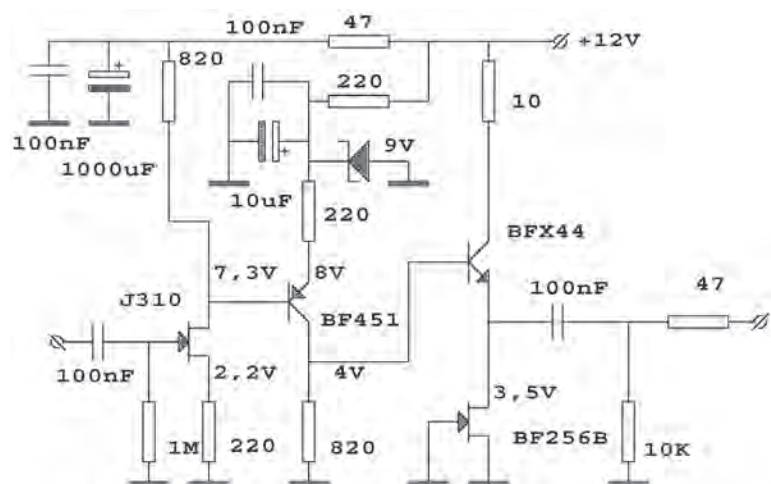 47
100nF
+12V
820
220
10
100nF
9V
1000uF
10uF
220
BFX44
7,3V
8V
100nF
47
J310
BF451
100nF
2,2V
4V
3,5V
1M
220
820
BF256B
10K